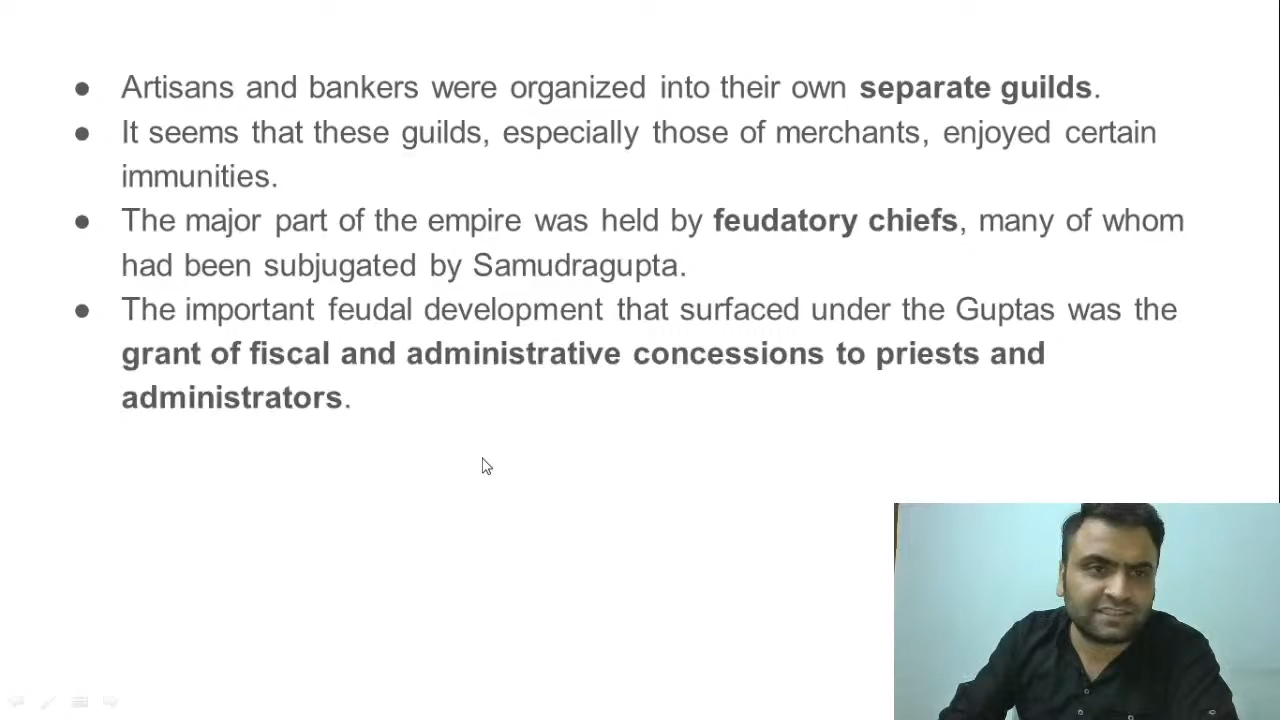 ● Artisans and bankers were organized into their own separate guilds.
● It seems that these guilds, especially those of merchants, enjoyed certain
immunities.
● The major part of the empire was held by feudatory chiefs, many of whom
had been subjugated by Samudragupta.
● The important feudal development that surfaced under the Guptas was the
grant of fiscal and administrative concessions to priests and
administrators.